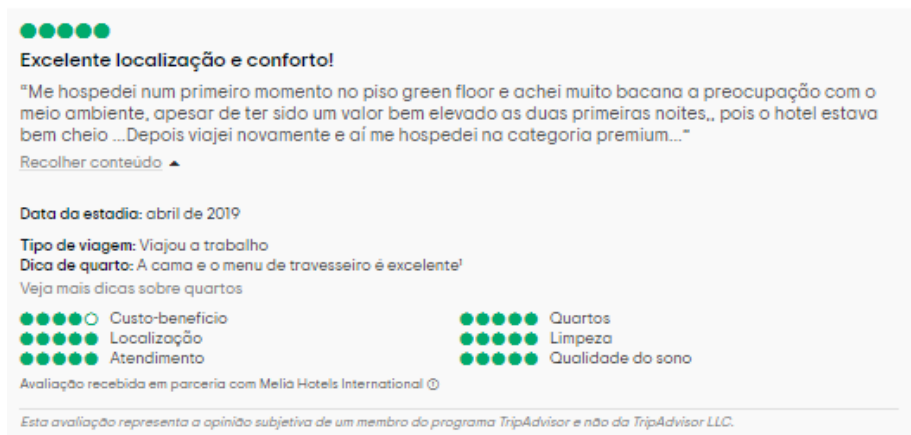 Excelente localização e conforto!
“Me hospedei num primeiro momento no piso green floor e achei muito bacana a preocupação com o
meio ambiente, apesar de ter sido um valor bem elevado as duas primeiras noites,, pois o hotel estava
bem cheio ...Depois viajei novamente e aí me hospedei na categoria premium...”
Recolher conteúdo
Data da estadia: abril de 2019
Tipo de viagem: Viajou a trabalho
Dica de quarto: A cama e o menu de travesseiro é excelente!
Veja mais dicas sobre quartos
Custo-benefício Quartos
Localização Limpeza
Atendimento Qualidade do sono
Avaliação recebida em parceria com Meliá Hotels International
Esta avaliação representa a opinião subjetiva de um membro do programa TripAdvisor e não da TripAdvisor LLC.